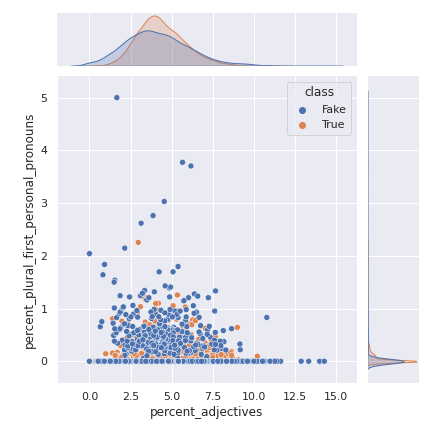 class
Fake
True
5
4
3
2
1
0
percent_plural_first_personal_pronouns
0.0 2.5 5.0 7.5 10.0 12.5 15.0
percent_adjectives